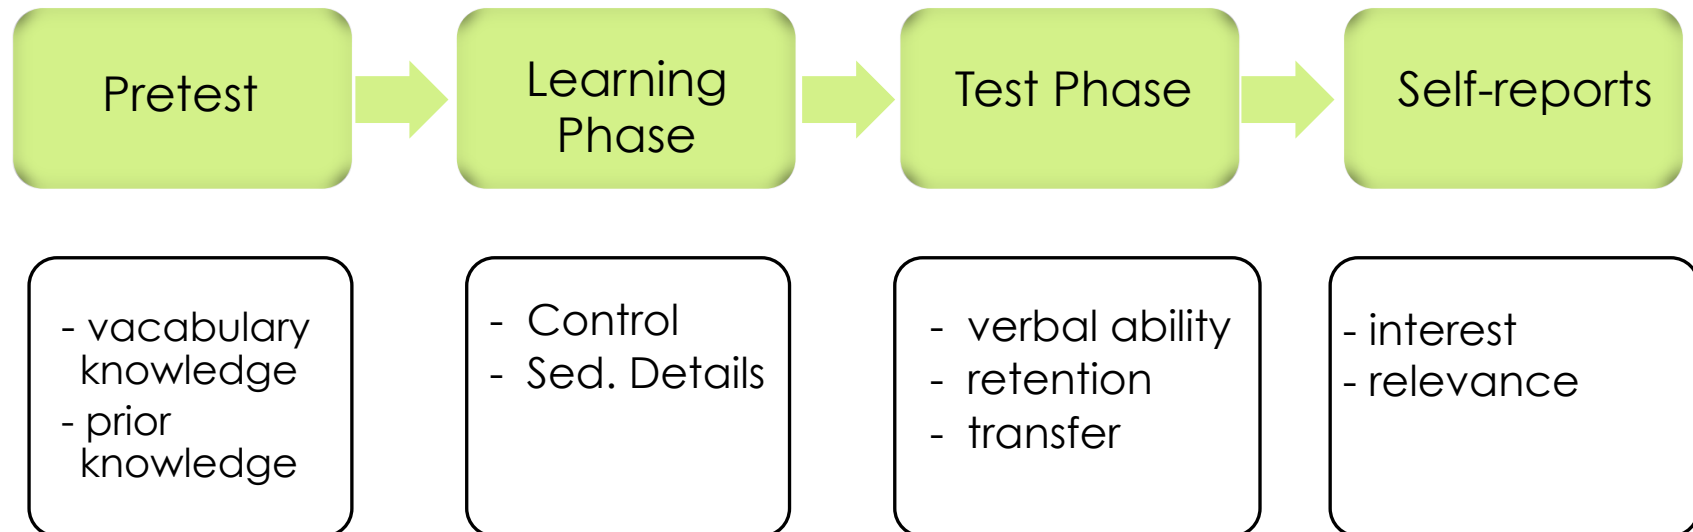 Pretest
Learning
Phase
Test Phase
Self-reports
- vacabulary
knowledge
- prior
knowledge
- Control
- Sed. Details
- verbal ability
- retention
- transfer
- interest
- relevance